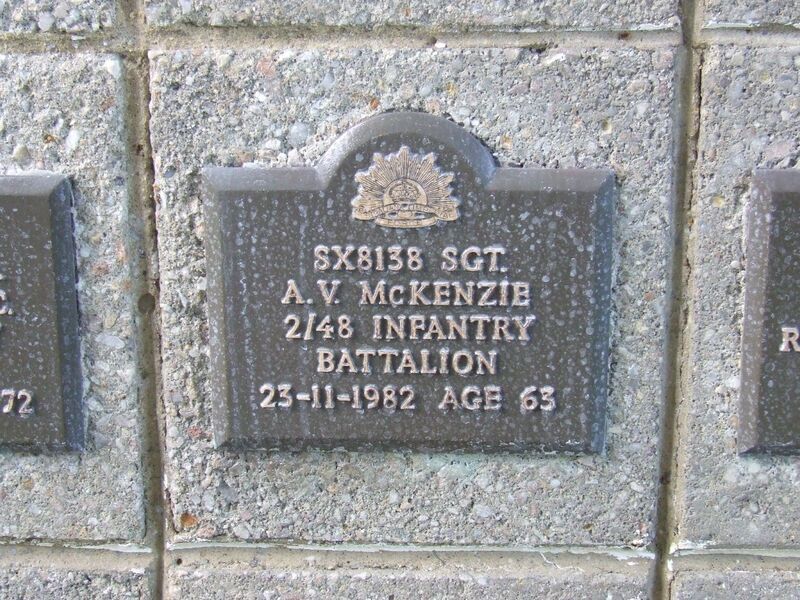 SX8138 SGT.
A.V. McKENZIE
2/48 INFANTRY
BATTALION
23-11-1982 AGE 63
72
R